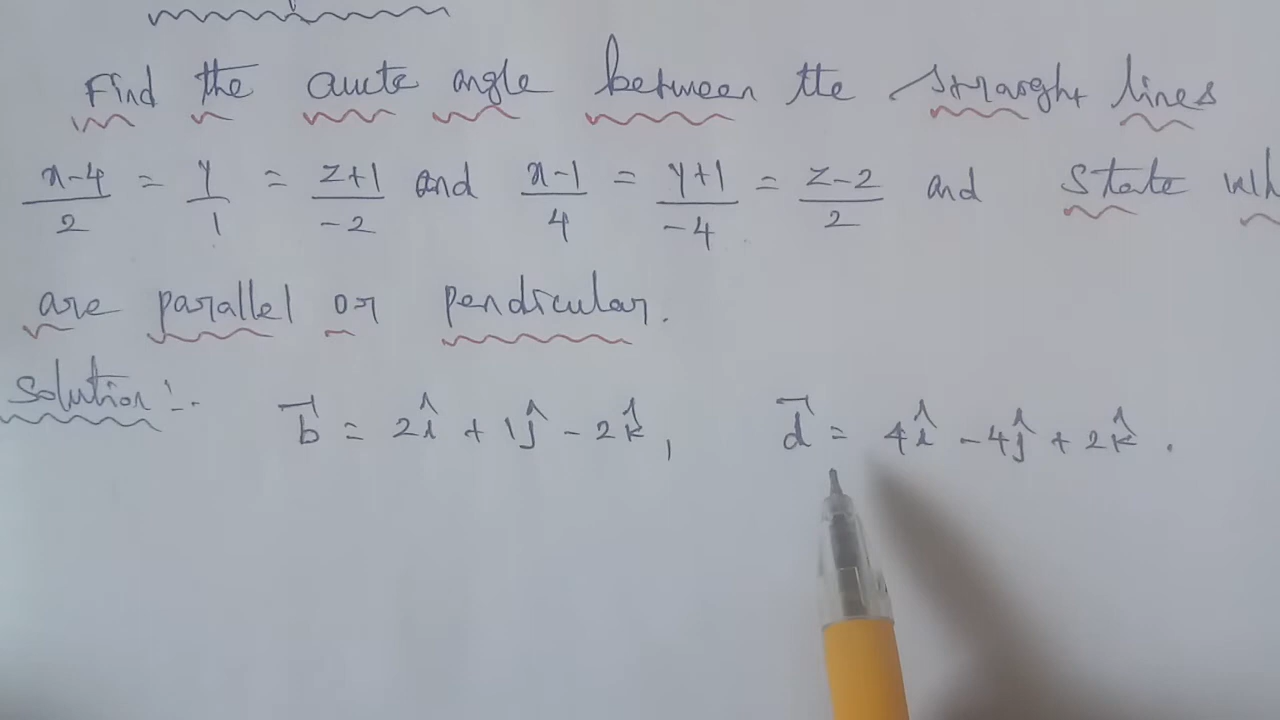 Find the acute angle between the straight lines
x-4/2 = y/1 = z+1/-2 and x-1/4 = y+1/-4 = z-2/2 and state
are parallel or pendicular.
Solution:-
b⃗ = 2î + 1ĵ - 2k̂, d⃗ = 4î - 4ĵ + 2k̂.